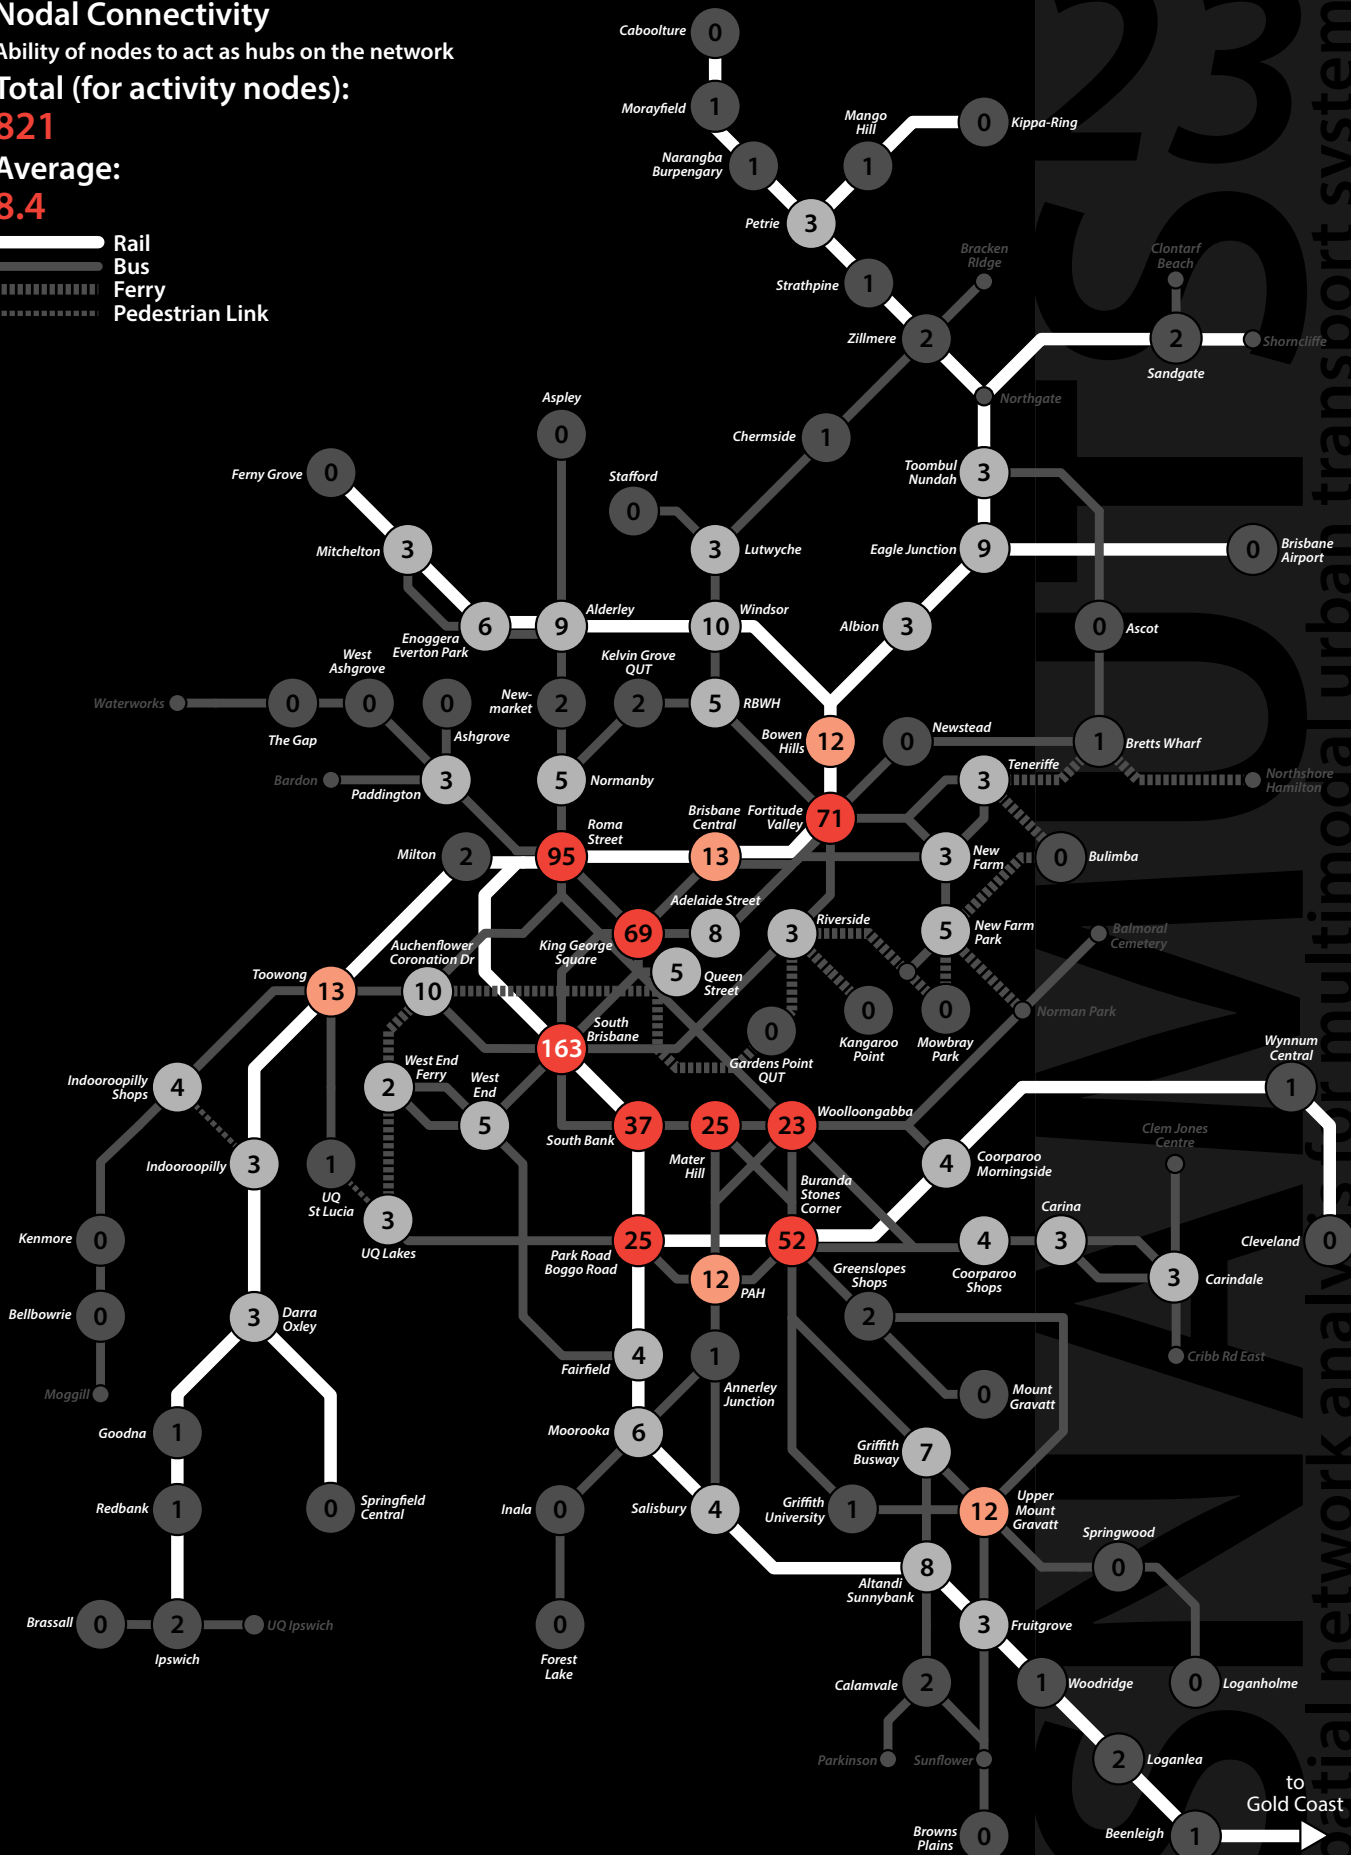 Nodal Connectivity
Ability of nodes to act as hubs on the network
Total (for activity nodes):
821
Average:
8.4
Rail
Bus
Ferry
Pedestrian Link
Caboolture
0
Morayfield
1
Mango
Hill
1
0
Kippa-Ring
Narangba
Burpengary
1
Petrie
3
Strathpine
1
Bracken
RIdge
Clontarf
Beach
Zillmere
2
2
Sandgate
Shorncliffe
Northgate
Aspley
0
Chermside
1
Ferny Grove
0
Stafford
0
Toombul
Nundah
3
Mitchelton
3
3
Lutwyche
Eagle Junction
9
0
Brisbane
Airport
6
Enoggera
Everton Park
9
Alderley
10
Windsor
Albion
3
0
Ascot
West
Ashgrove
Kelvin Grove
QUT
Waterworks
0
The Gap
0
0
Ashgrove
New-
market
2
2
5
RBWH
Bowen
Hills
12
0
Newstead
1
Bretts Wharf
Bardon
Paddington
3
5
Normanby
3
Teneriffe
Northshore
Hamilton
Milton
2
95
Roma
Street
Brisbane
Central
13
Fortitude
Valley
71
3
New
Farm
0
Bulimba
Adelaide Street
King George
Square
69
8
5
Queen
Street
3
Riverside
5
New Farm
Park
Balmoral
Cemetery
Auchenflower
Coronation Dr
10
Toowong
13
South
Brisbane
163
0
Gardens Point
QUT
0
Kangaroo
Point
0
Mowbray
Park
Norman Park
Wynnum
Central
1
Indooroopilly
Shops
4
2
West End
Ferry
West
End
5
South Bank
37
25
Mater
Hill
23
Woolloongabba
Clem Jones
Centre
Indooroopilly
3
1
UQ
St Lucia
4
Coorparoo
Morningside
Buranda
Stones
Corner
52
3
UQ Lakes
Kenmore
0
Park Road
Boggo Road
25
12
PAH
Greenslopes
Shops
2
4
Coorparoo
Shops
Carina
3
3
Carindale
Cleveland
0
Bellbowrie
0
3
Darra
Oxley
Cribb Rd East
Fairfield
4
1
Annerley
Junction
Moggill
0
Mount
Gravatt
Goodna
1
Moorooka
6
Griffith
Busway
7
Redbank
1
0
Springfield
Central
Inala
0
Salisbury
4
Griffith
University
1
12
Upper
Mount
Gravatt
Springwood
0
8
Altandi
Sunnybank
Brassall
0
2
Ipswich
UQ Ipswich
0
Forest
Lake
3
Fruitgrove
Calamvale
2
1
Woodridge
0
Loganholme
Parkinson
Sunflower
2
Loganlea
to
Gold Coast
Browns
Plains
0
Beenleigh
1
23